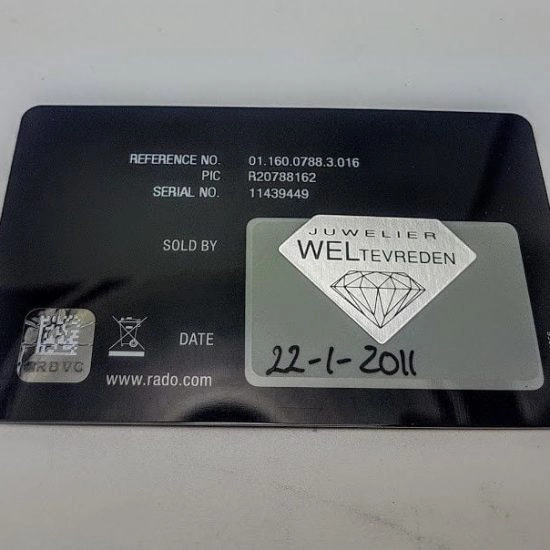 REFERENCE NO. 01.160.0788.3.016
PIC R20788162
SERIAL NO. 11439449
SOLD BY
JUWELIER
WELTEVREDEN
DATE 22-1-2011
www.rado.com